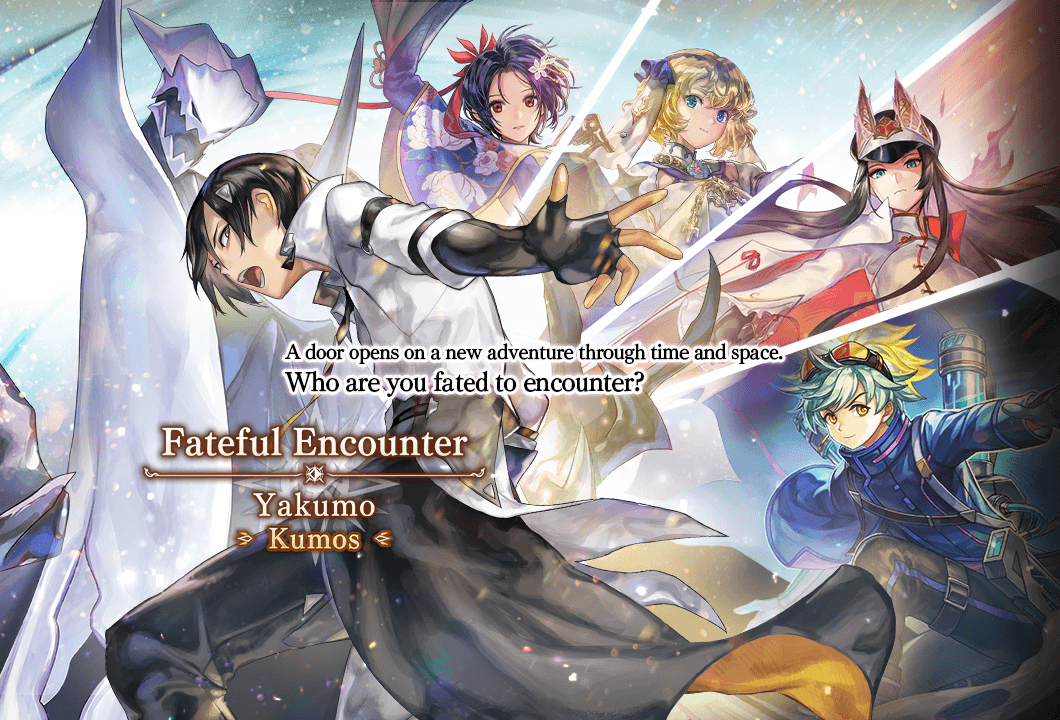 A door opens on a new adventure through time and space.
Who are you fated to encounter?
Fateful Encounter
Yakumo
Kumos